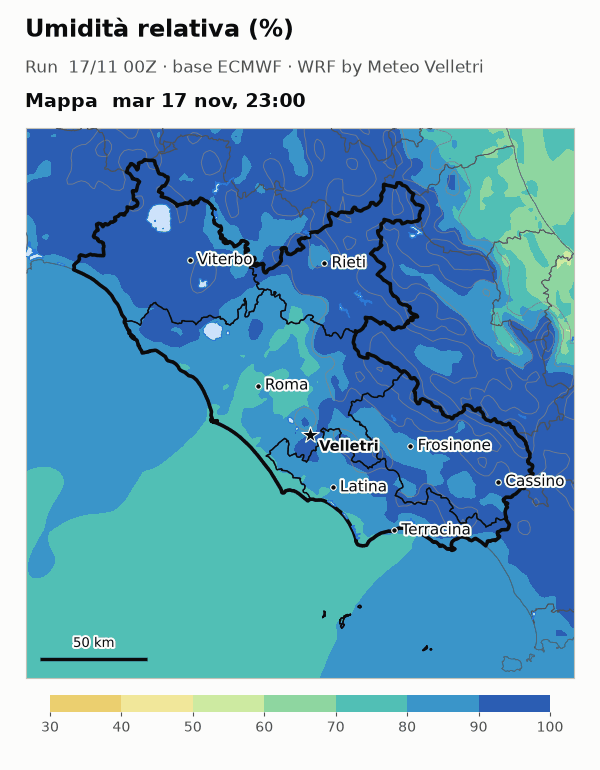 Umidità relativa (%)
Run  17/11 00Z · base ECMWF · WRF by Meteo Velletri
Mappa  mar 17 nov, 23:00
Viterbo
Rieti
Roma
Velletri
Frosinone
Latina
Cassino
Terracina
50 km
30 40 50 60 70 80 90 100